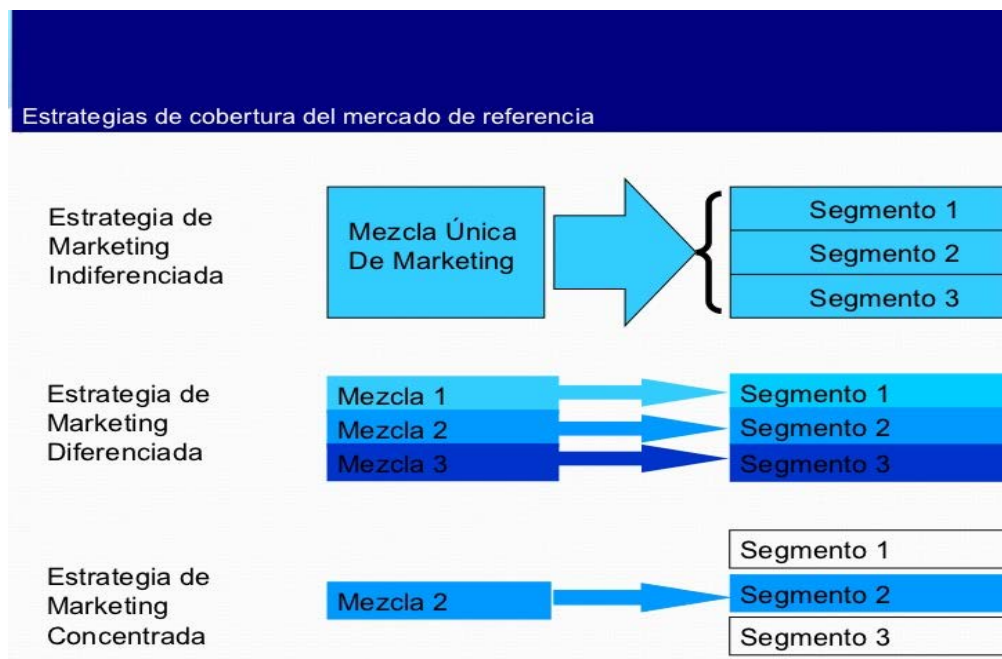 Estrategias de cobertura del mercado de referencia
Estrategia de
Marketing
Indiferenciada
Mezcla Única
De Marketing
Segmento 1
Segmento 2
Segmento 3
Estrategia de
Marketing
Diferenciada
Mezcla 1
Mezcla 2
Mezcla 3
Segmento 1
Segmento 2
Segmento 3
Estrategia de
Marketing
Concentrada
Mezcla 2
Segmento 1
Segmento 2
Segmento 3